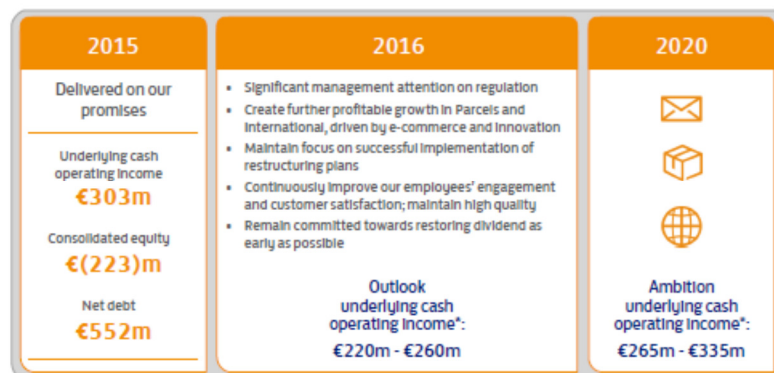 2015
Delivered on our
promises
Underlying cash
operating income
€303m
Consolidated equity
€(223)m
Net debt
€552m
2016
• Significant management attention on regulation
• Create further profitable growth in Parcels and
International, driven by e-commerce and innovation
• Maintain focus on successful implementation of
restructuring plans
• Continuously improve our employees' engagement
and customer satisfaction; maintain high quality
• Remain committed towards restoring dividend as
early as possible
Outlook
underlying cash
operating income*:
€220m - €260m
2020
Ambition
underlying cash
operating income*:
€265m - €335m